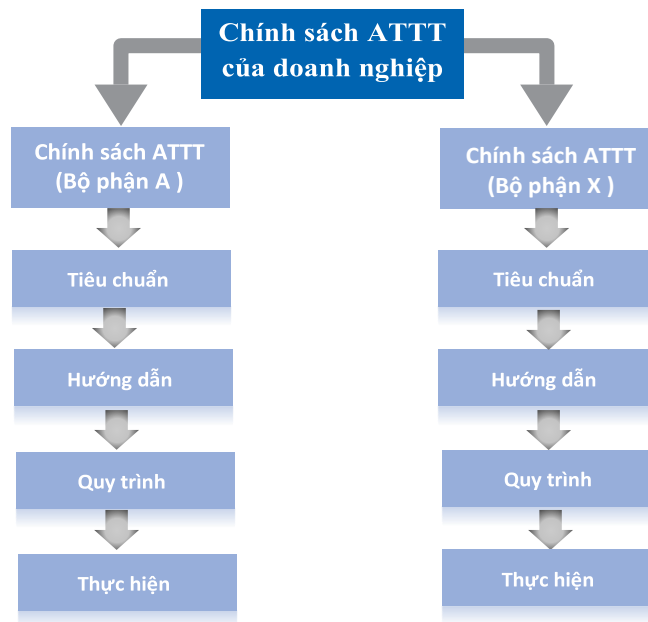 Chính sách ATTT
của doanh nghiệp
Chính sách ATTT
(Bộ phận A )
Tiêu chuẩn
Hướng dẫn
Quy trình
Thực hiện
Chính sách ATTT
(Bộ phận X )
Tiêu chuẩn
Hướng dẫn
Quy trình
Thực hiện